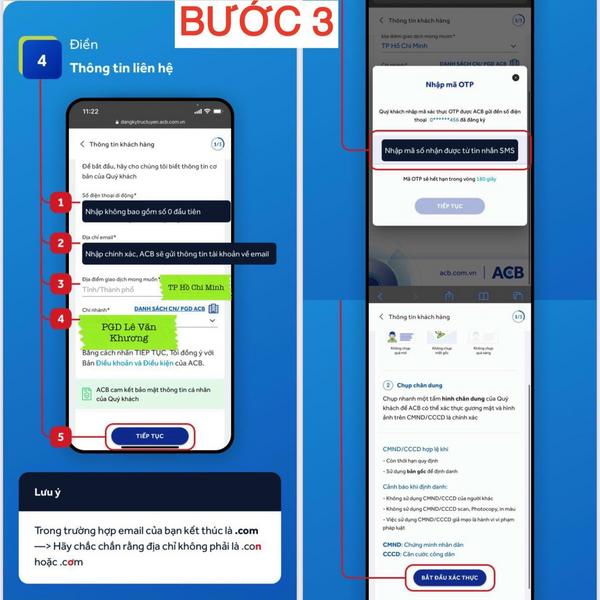 BƯỚC 3
4
Điền
Thông tin liên hệ
11:22
dangkytructuyen.acb.com.vn
Thông tin khách hàng
1/3
Để bắt đầu, hãy cho chúng tôi biết thông tin cơ
bản của Quý khách
1
Số điện thoại di động*
Nhập không bao gồm số 0 đầu tiên
2
Địa chỉ email*
Nhập chính xác, ACB sẽ gửi thông tin tài khoản về email
3
Địa điểm giao dịch mong muốn*
Tỉnh/Thành phố
TP Hồ Chí Minh
4
Chi nhánh*
DANH SÁCH CN/ PGD ACB
PGD Lê Văn
Khương
Bằng cách nhấn TIẾP TỤC, Tôi đồng ý với
Bản Điều khoản và Điều kiện của ACB.
ACB cam kết bảo mật thông tin cá nhân
của Quý khách
5
TIẾP TỤC
Lưu ý
Trong trường hợp email của bạn kết thúc là .com
—> Hãy chắc chắn rằng địa chỉ không phải là .con
hoặc .cơm
Thông tin khách hàng
1/3
Địa điểm giao dịch mong muốn*
TP Hồ Chí Minh
Chi nhánh*
DANH SÁCH CN/ PGD ACB
Nhập mã OTP
Quý khách nhập mã xác thực OTP được ACB gửi đến số điện
thoại 0******456 đã đăng ký
Nhập mã số nhận được từ tin nhắn SMS
Mã OTP sẽ hết hạn trong vòng 180 giây
TIẾP TỤC
acb.com.vn
ACB
Thông tin khách hàng
1/3
Không chụp
quá mờ
Không chụp
mất góc
Không chụp
quá sáng
2 Chụp chân dung
Chụp nhanh một tấm hình chân dung của Quý
khách để ACB có thể xác thực gương mặt và hình
ảnh trên CMND/CCCD là chính xác
CMND/CCCD hợp lệ khi
- Còn thời hạn quy định
- Sử dụng bản gốc để định danh
Cảnh báo khi định danh:
- Không sử dụng CMND/CCCD của người khác
- Không sử dụng CMND/CCCD scan, Photocopy, in màu
- Việc sử dụng CMND/CCCD giả mạo là hành vi vi phạm
pháp luật
CMND: Chứng minh nhân dân
CCCD: Căn cước công dân
BẮT ĐẦU XÁC THỰC